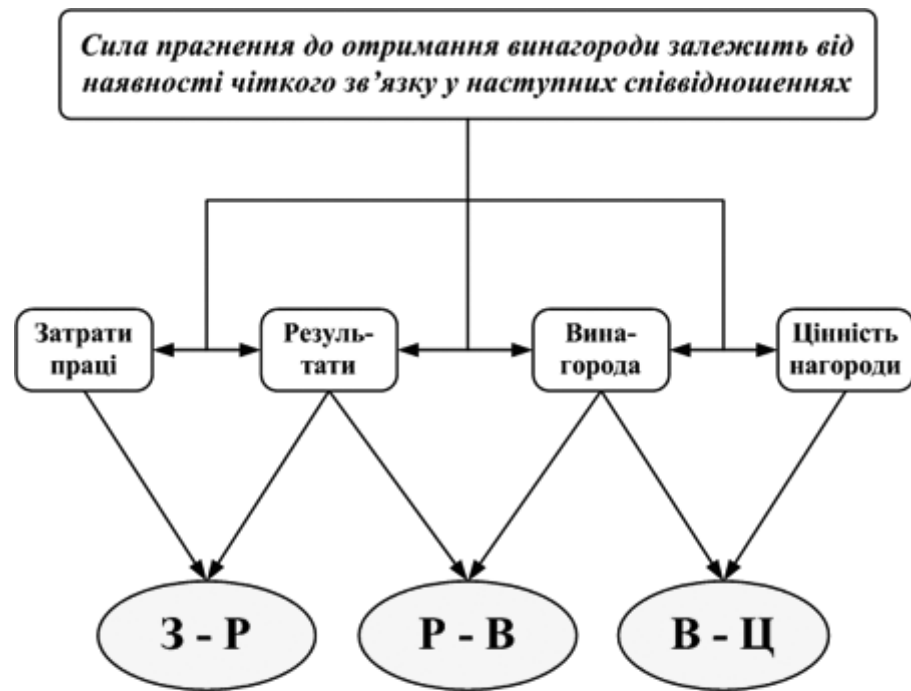 Сила прагнення до отримання винагороди залежить від
наявності чіткого зв’язку у наступних співвідношеннях
Затрати
праці
Резуль-
тати
Вина-
города
Цінність
нагороди
З - Р
Р - В
В - Ц